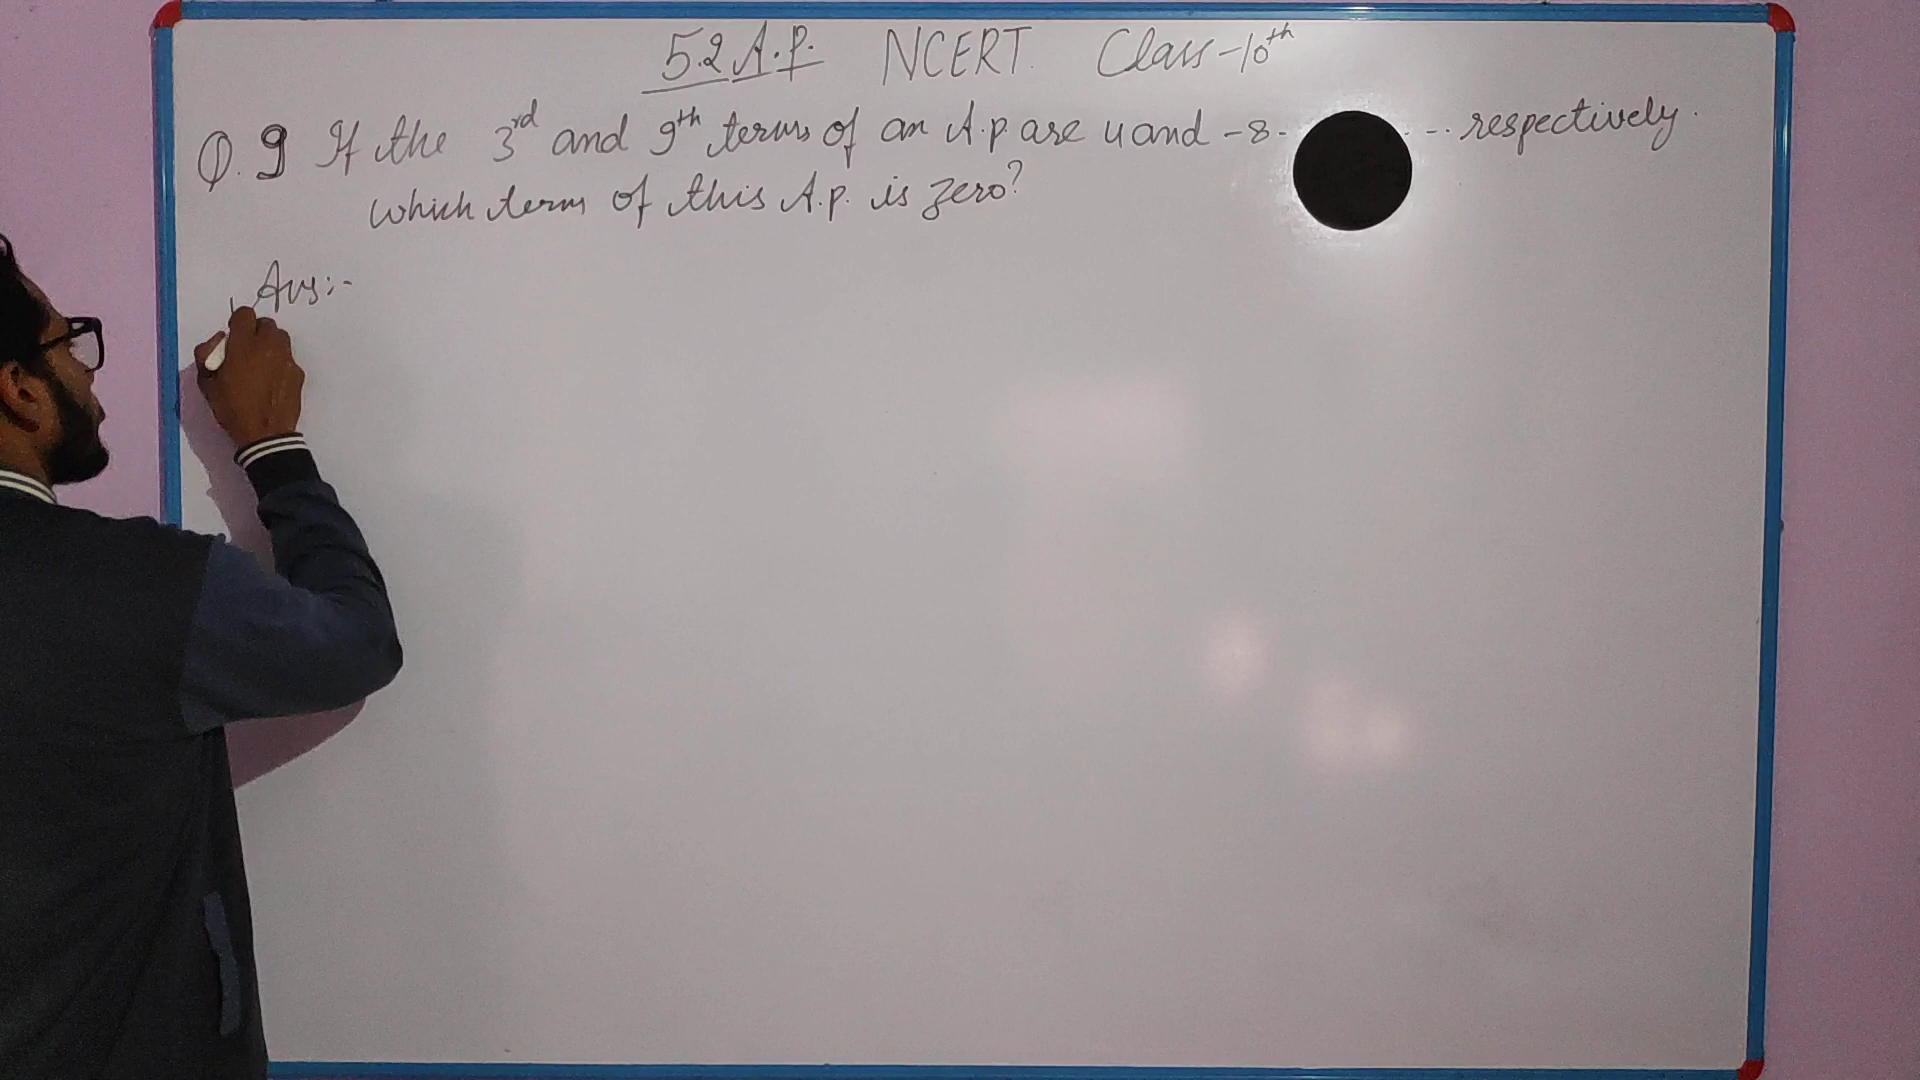 5.2 A.P. NCERT. Class-10th
Q.9 If the 3rd and 9th terms of an A.p. are 4 and -8- - -- respectively.
which term of this A.p. is zero?
Ans:-